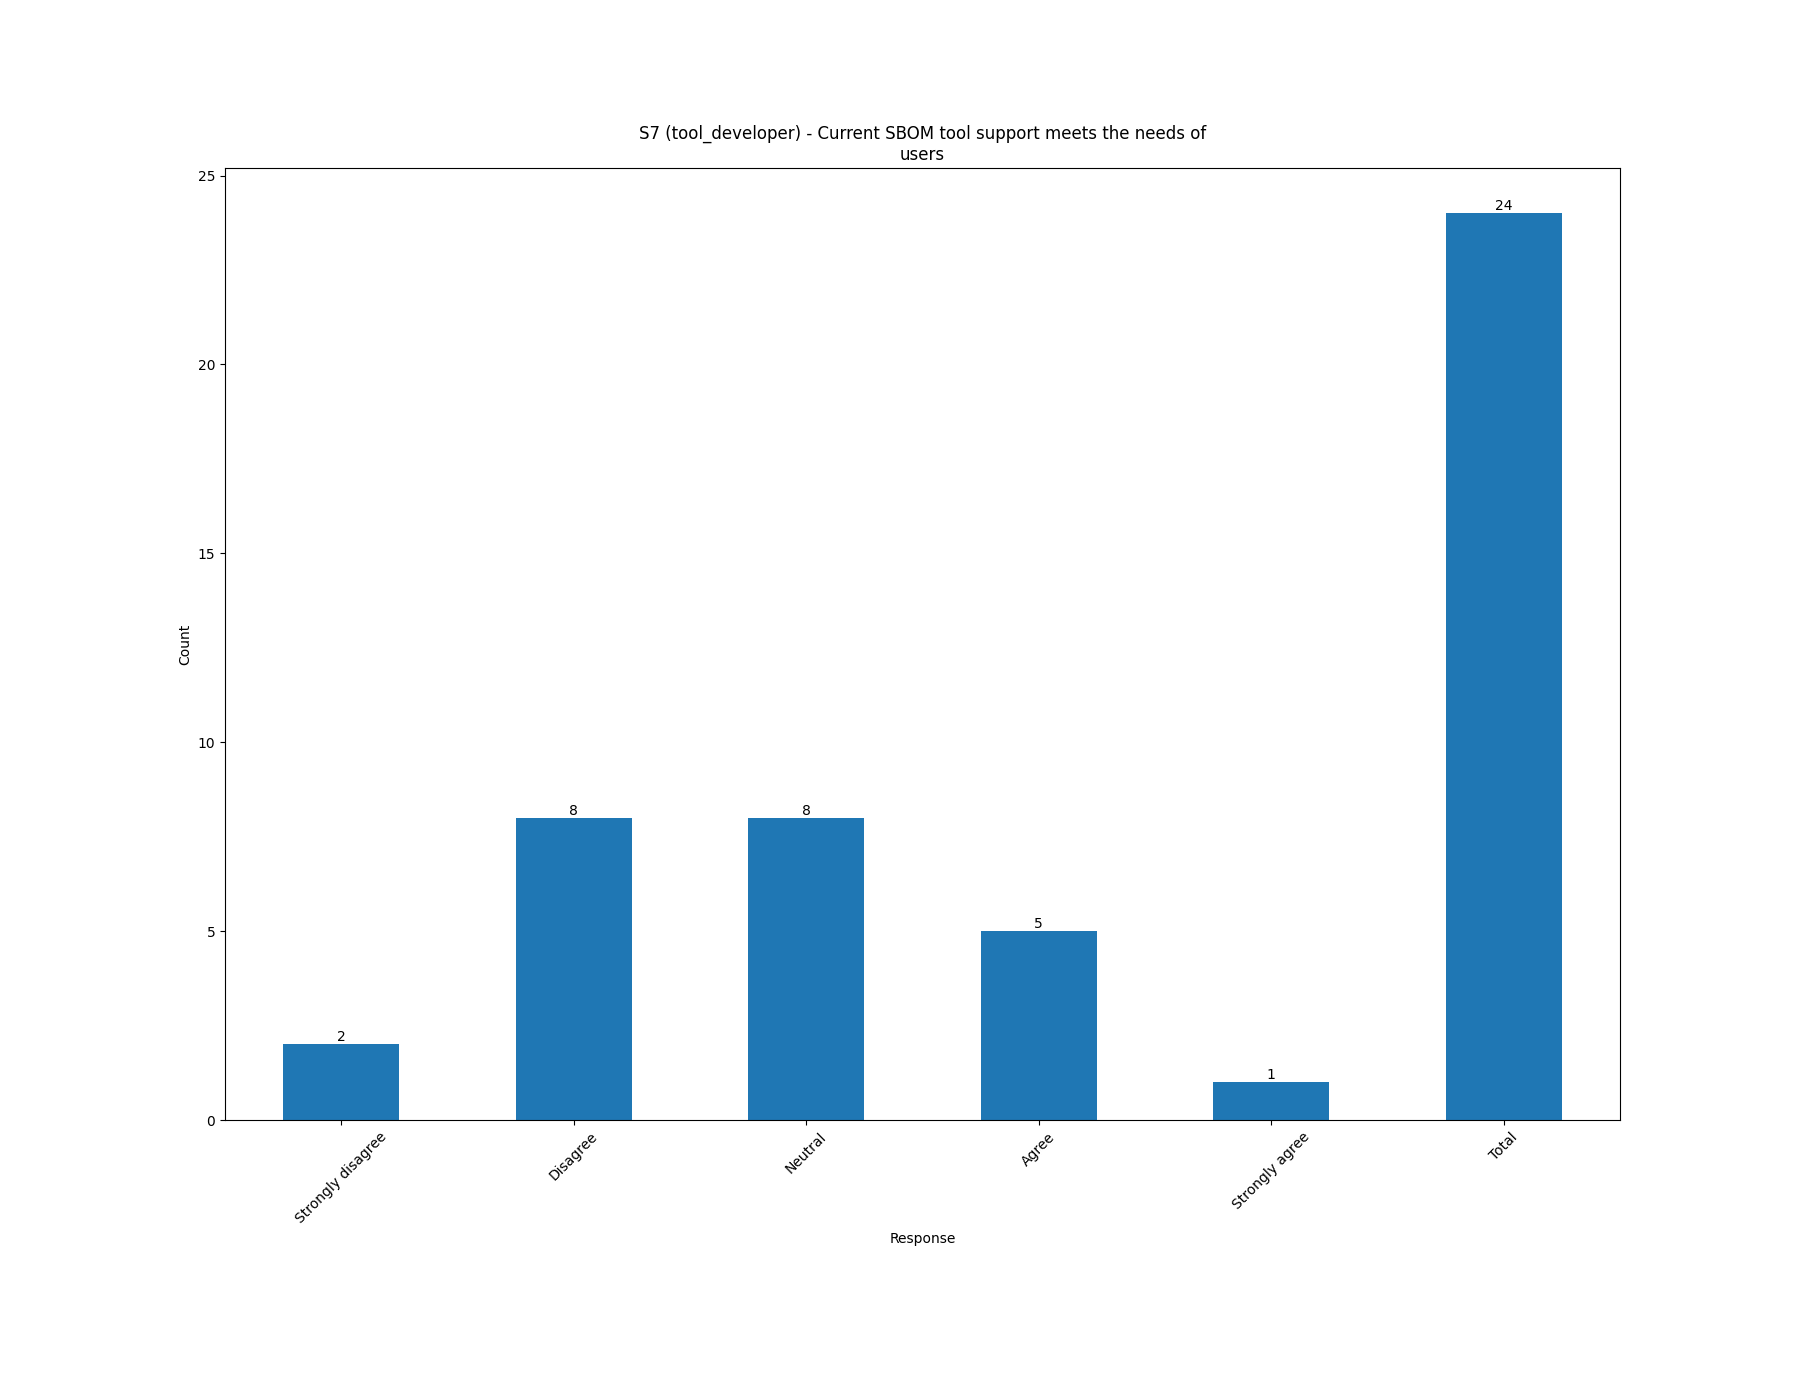 S7 (tool_developer) - Current SBOM tool support meets the needs of
users
25
20
15
10
5
0
Count
2
8
8
5
1
24
Strongly disagree
Disagree
Neutral
Agree
Strongly agree
Total
Response